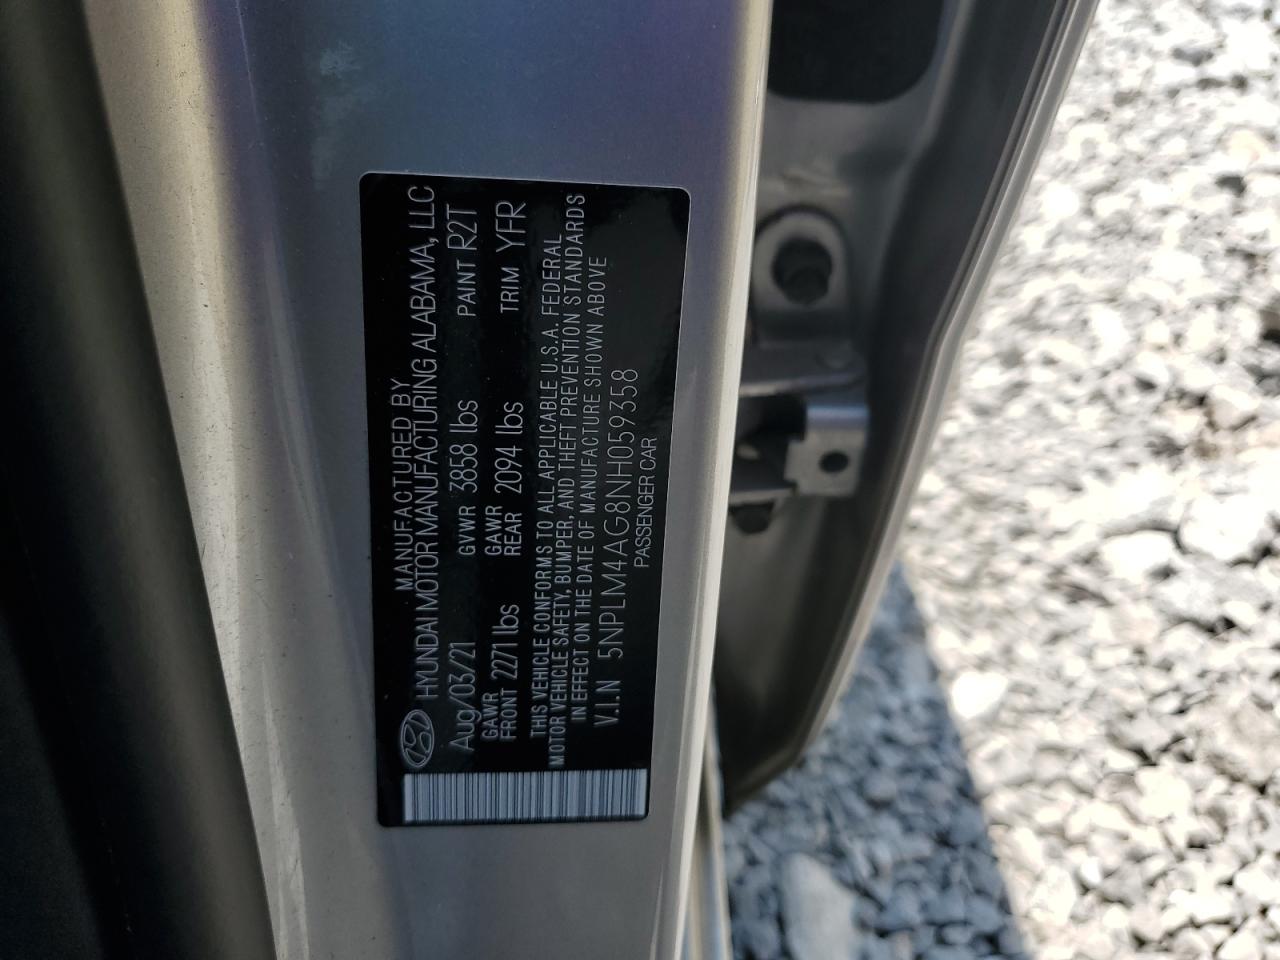 MANUFACTURED BY
HYUNDAI MOTOR MANUFACTURING ALABAMA, LLC
Aug/03/21 GVWR 3858 lbs PAINT R2T
GAWR FRONT 2271 lbs GAWR REAR 2094 lbs TRIM YFR
THIS VEHICLE CONFORMS TO ALL APPLICABLE U.S.A. FEDERAL
MOTOR VEHICLE SAFETY, BUMPER, AND THEFT PREVENTION STANDARDS
IN EFFECT ON THE DATE OF MANUFACTURE SHOWN ABOVE
V.I.N 5NPLM4AG8NH059358
PASSENGER CAR